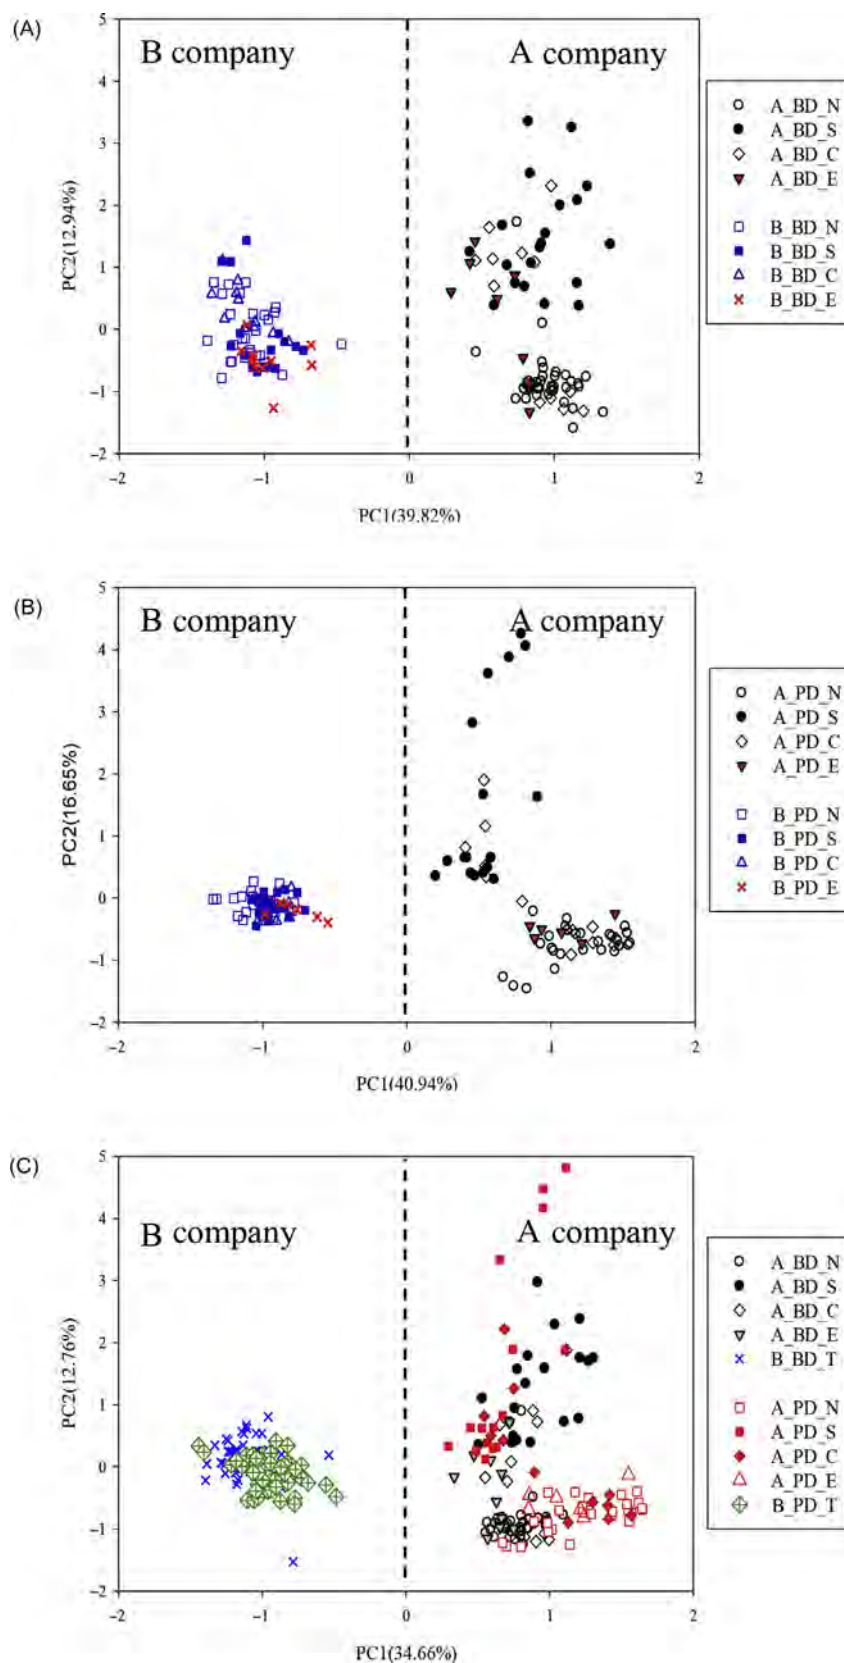 (A)
B company
A company
5
4
3
2
1
0
−1
−2
PC2(12.94%)
−2
−1
0
1
2
PC1(39.82%)
A_BD_N
A_BD_S
A_BD_C
A_BD_E
B_BD_N
B_BD_S
B_BD_C
B_BD_E
(B)
B company
A company
5
4
3
2
1
0
−1
−2
PC2(16.65%)
−2
−1
0
1
2
PC1(40.94%)
A_PD_N
A_PD_S
A_PD_C
A_PD_E
B_PD_N
B_PD_S
B_PD_C
B_PD_E
(C)
B company
A company
5
4
3
2
1
0
−1
−2
PC2(12.76%)
−2
−1
0
1
2
PC1(34.66%)
A_BD_N
A_BD_S
A_BD_C
A_BD_E
B_BD_T
A_PD_N
A_PD_S
A_PD_C
A_PD_E
B_PD_T